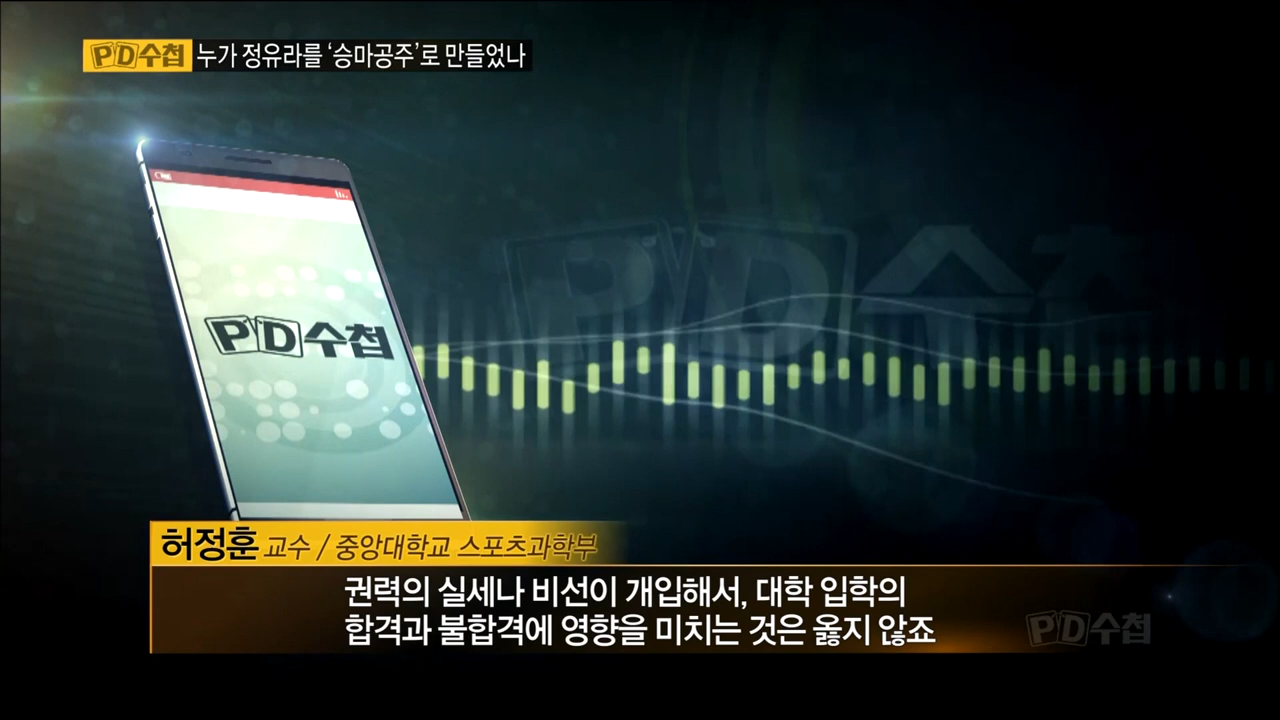 PD수첩 누가 정유라를 '승마공주'로 만들었나
PD수첩
PD수첩
허정훈 교수 / 중앙대학교 스포츠과학부
권력의 실세나 비선이 개입해서, 대학 입학의
합격과 불합격에 영향을 미치는 것은 옳지 않죠
PD수첩